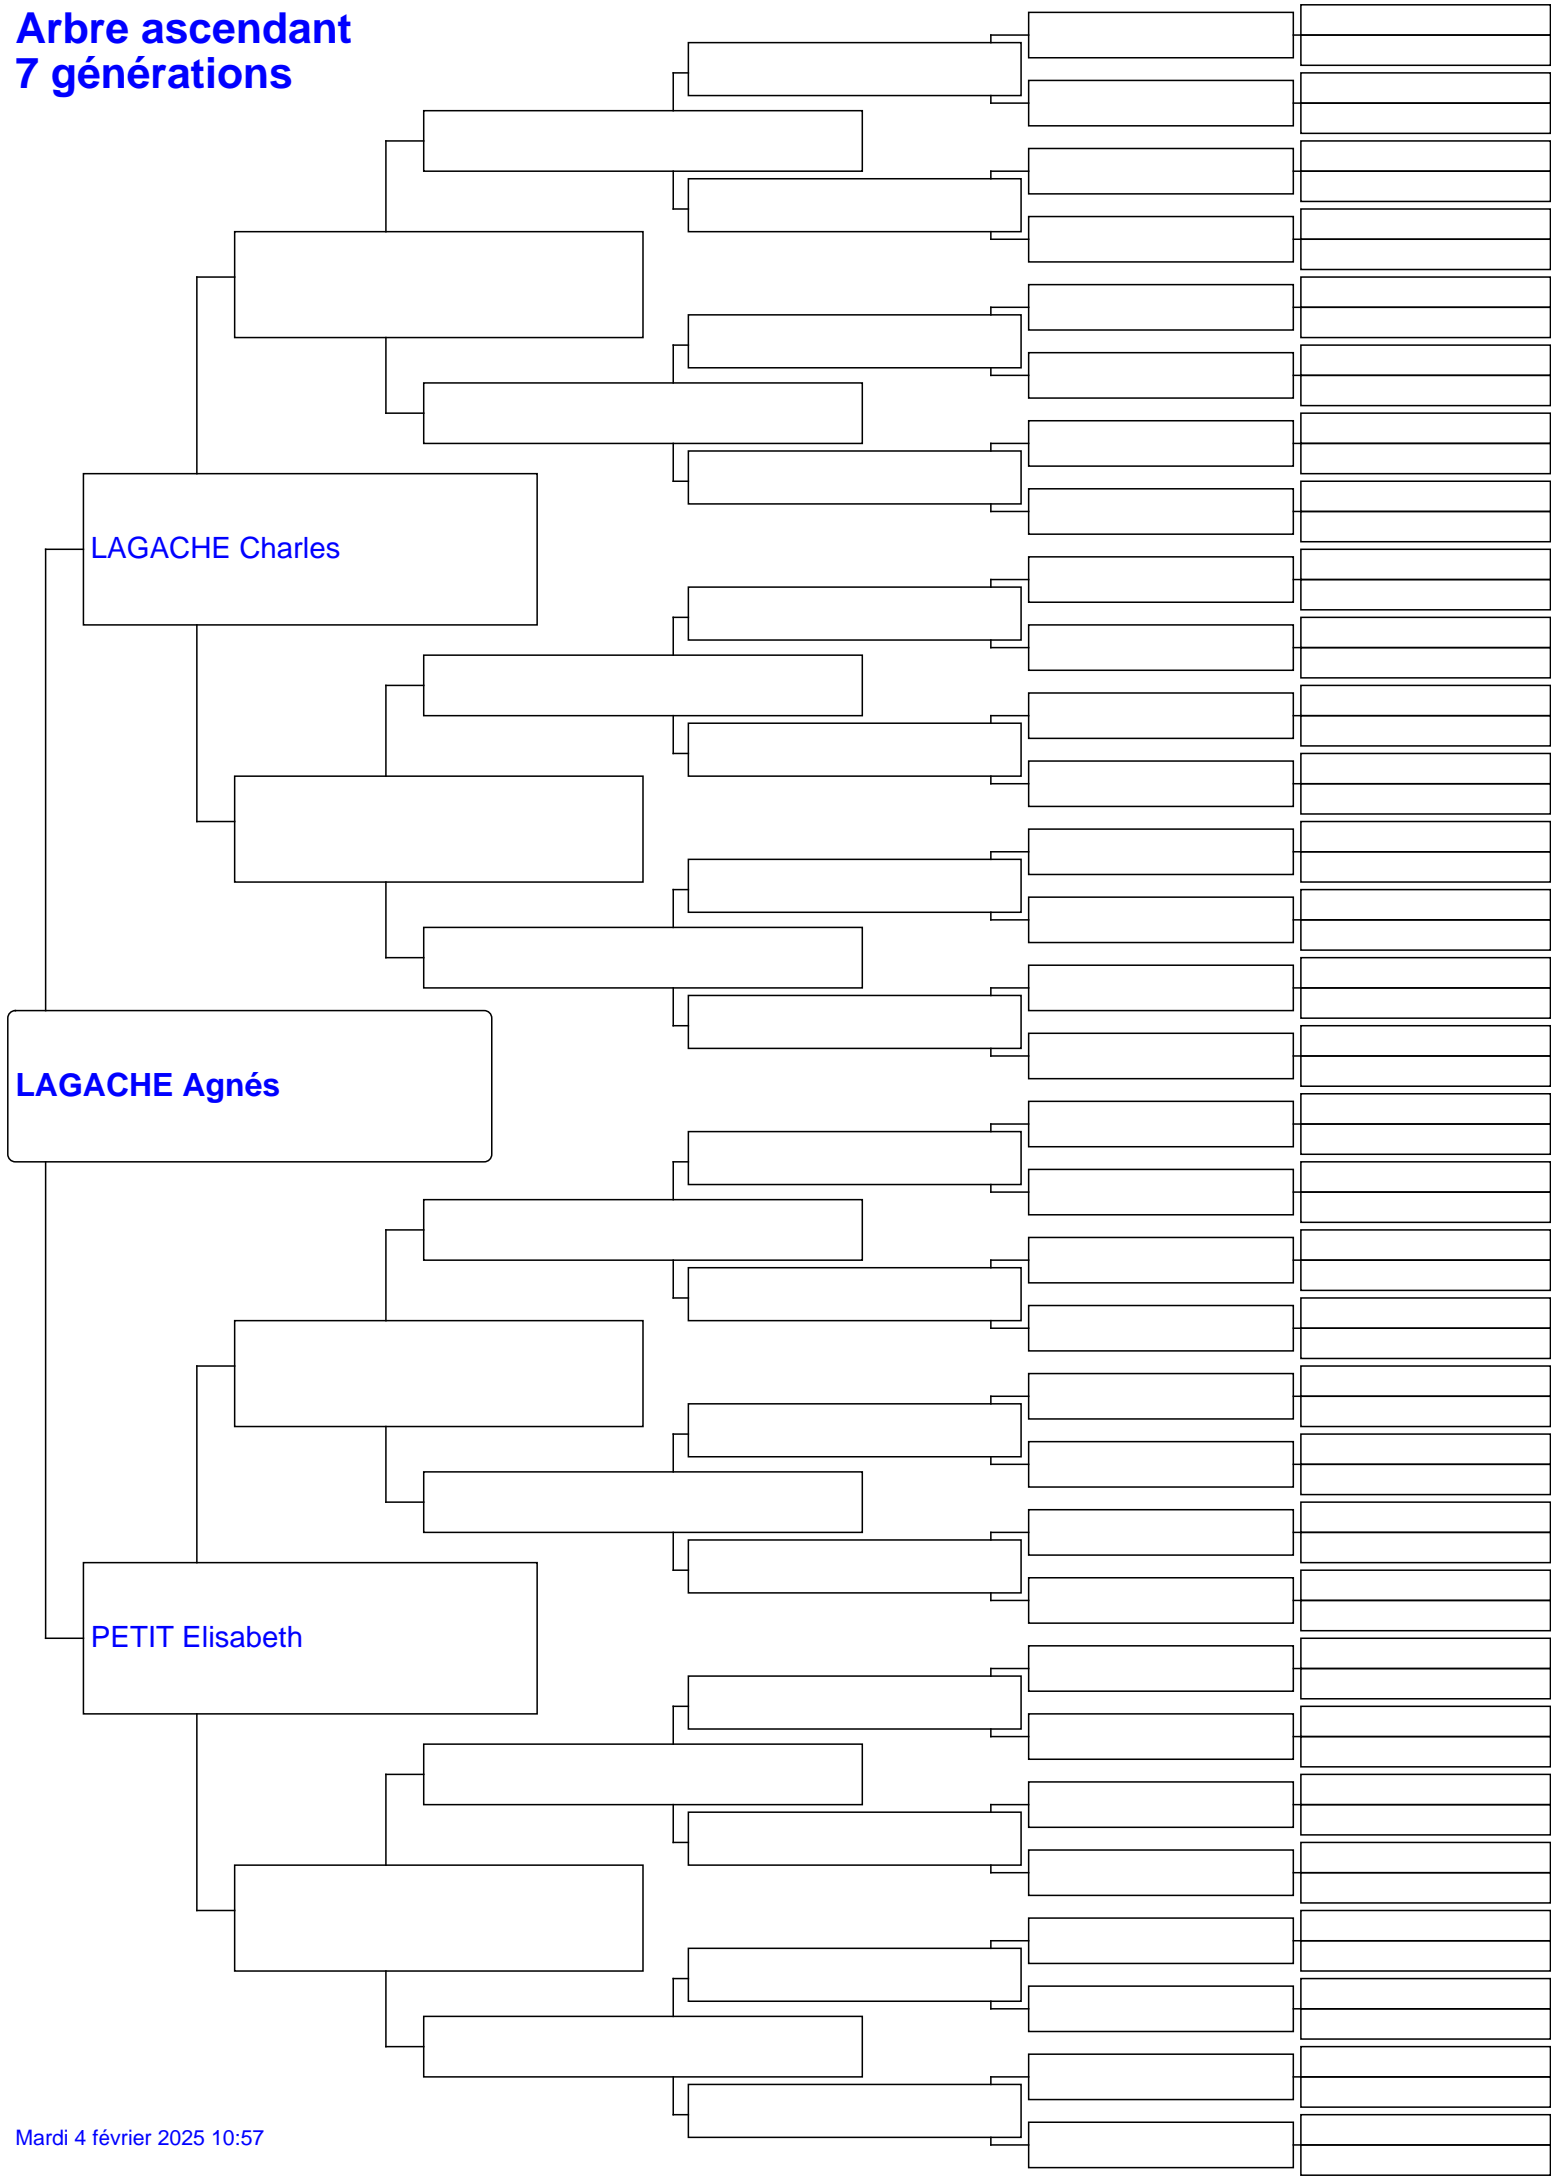 Arbre ascendant
7 générations
LAGACHE Charles
LAGACHE Agnés
PETIT Elisabeth
Mardi 4 février 2025 10:57